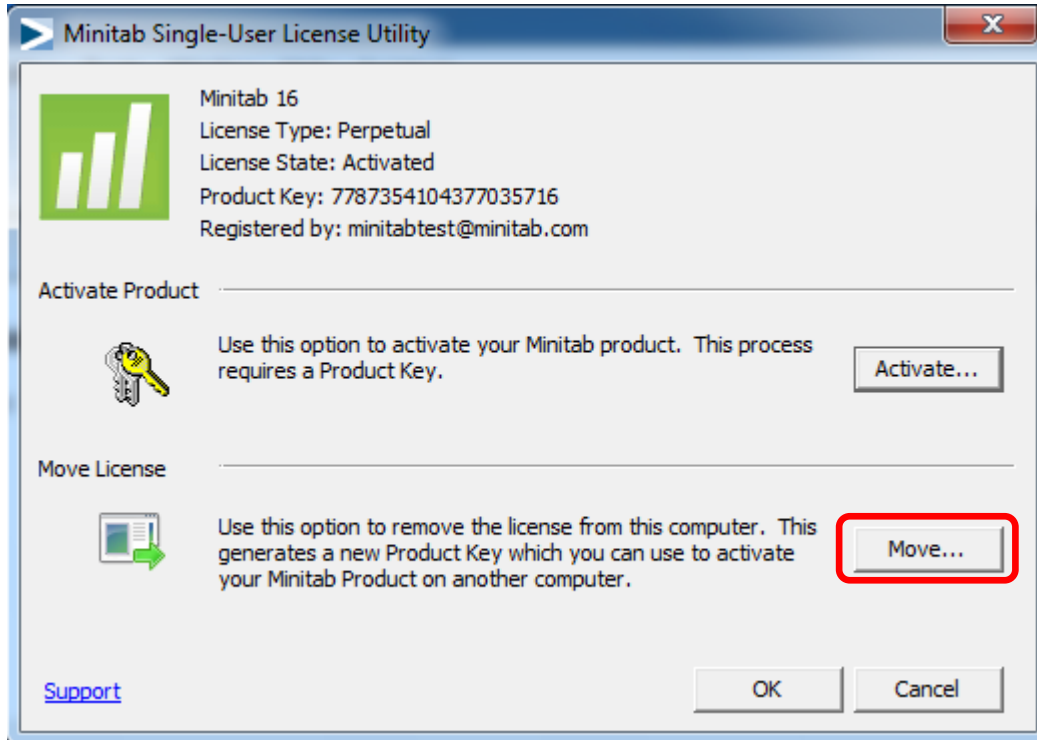 Minitab Single-User License Utility
Minitab 16
License Type: Perpetual
License State: Activated
Product Key: 7787354104377035716
Registered by: minitabtest@minitab.com
Activate Product
Use this option to activate your Minitab product. This process
requires a Product Key.
Activate...
Move License
Use this option to remove the license from this computer. This
generates a new Product Key which you can use to activate
your Minitab Product on another computer.
Move...
Support
OK
Cancel